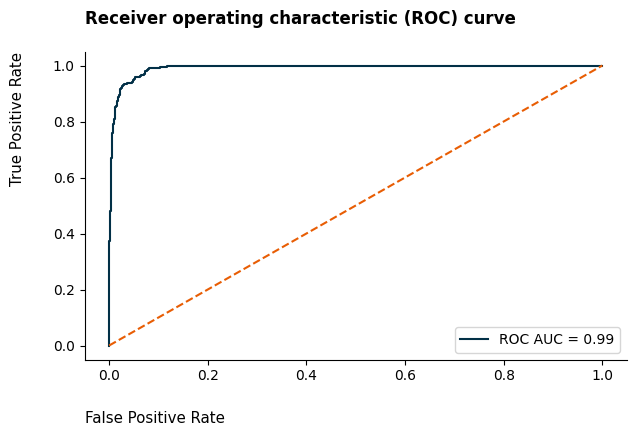 Receiver operating characteristic (ROC) curve
True Positive Rate
1.0
0.8
0.6
0.4
0.2
0.0
ROC AUC = 0.99
0.0 0.2 0.4 0.6 0.8 1.0
False Positive Rate